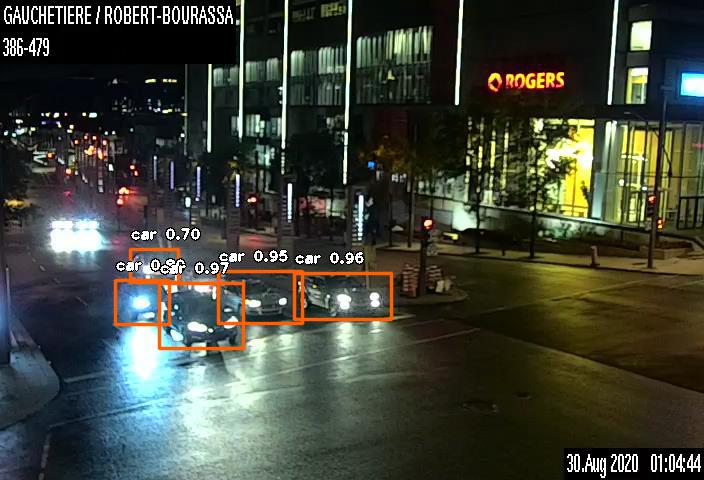 GAUCHETIERE / ROBERT-BOURASSA
386-479
ROGERS
car 0.70
car 0.97
car 0.95
car 0.96
30.Aug 2020 01:04:44